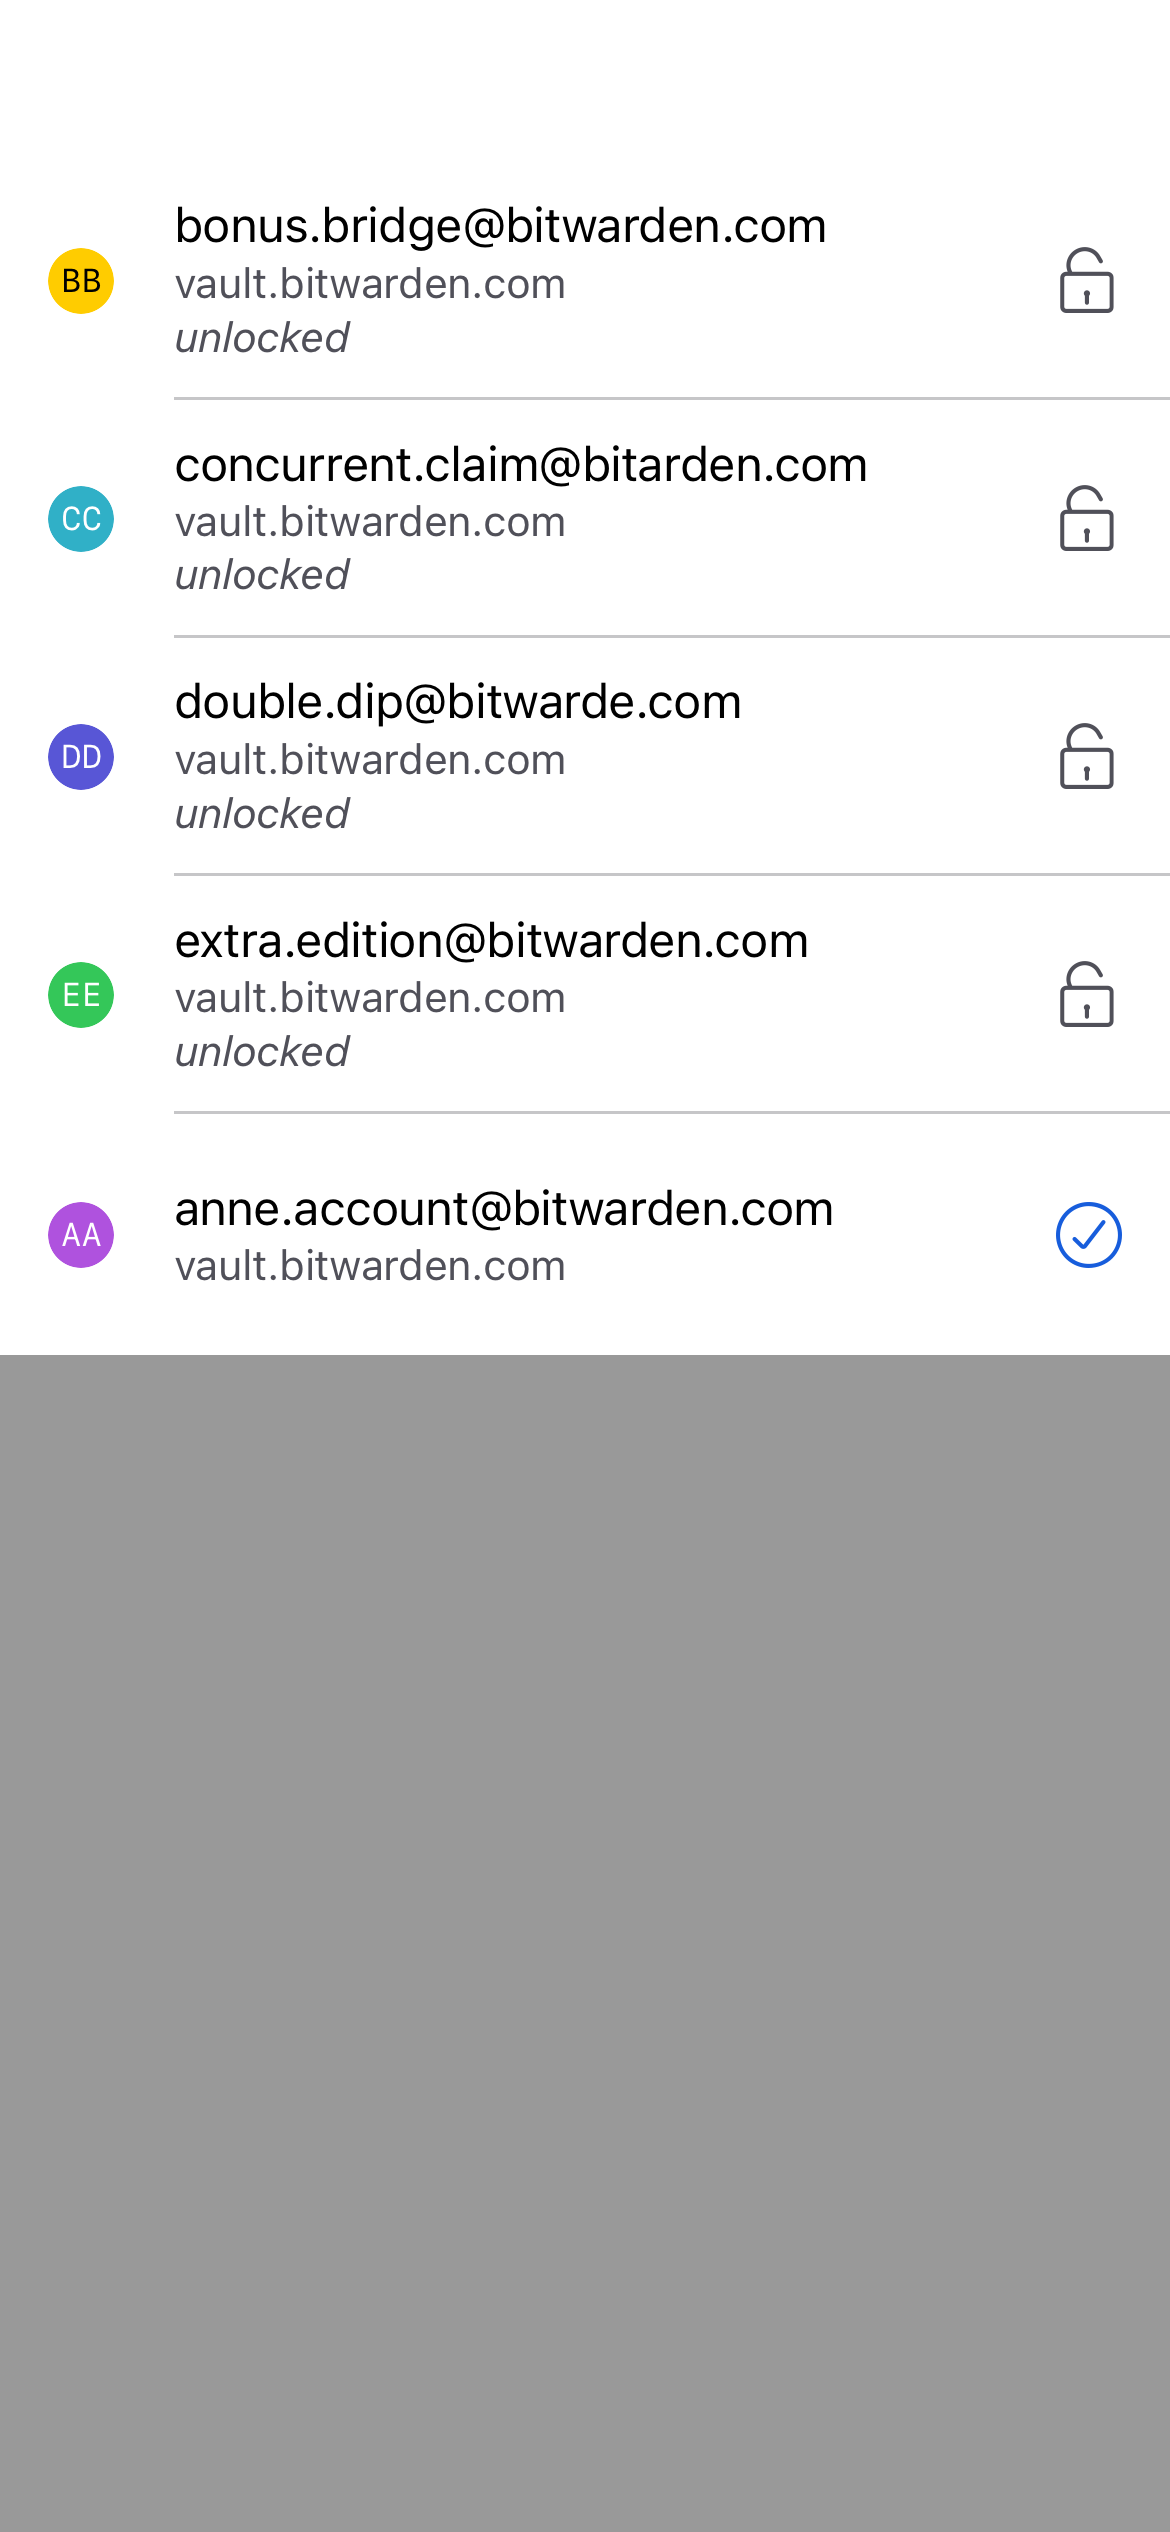 BB
bonus.bridge@bitwarden.com
vault.bitwarden.com
unlocked
CC
concurrent.claim@bitarden.com
vault.bitwarden.com
unlocked
DD
double.dip@bitwarde.com
vault.bitwarden.com
unlocked
EE
extra.edition@bitwarden.com
vault.bitwarden.com
unlocked
AA
anne.account@bitwarden.com
vault.bitwarden.com